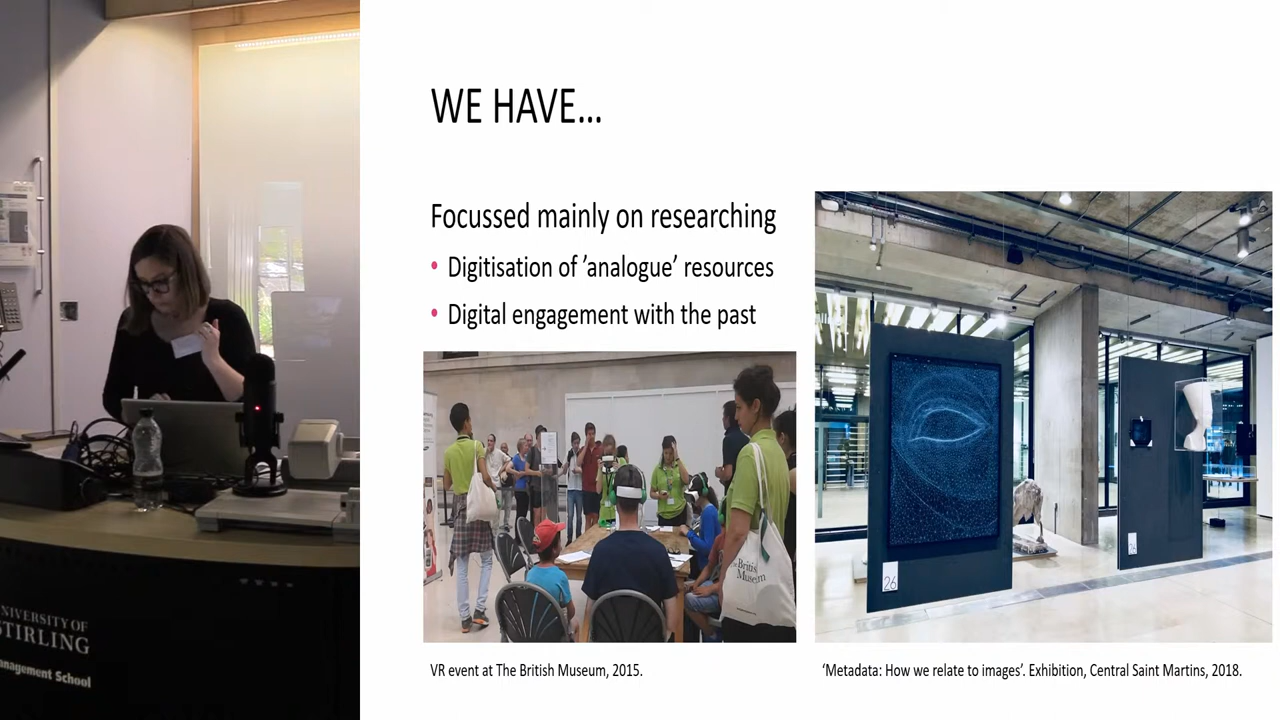 WE HAVE...
Focussed mainly on researching
• Digitisation of ’analogue’ resources
• Digital engagement with the past
British
Museum
26
VR event at The British Museum, 2015.
‘Metadata: How we relate to images’. Exhibition, Central Saint Martins, 2018.
UNIVERSITY OF
STIRLING
Management School